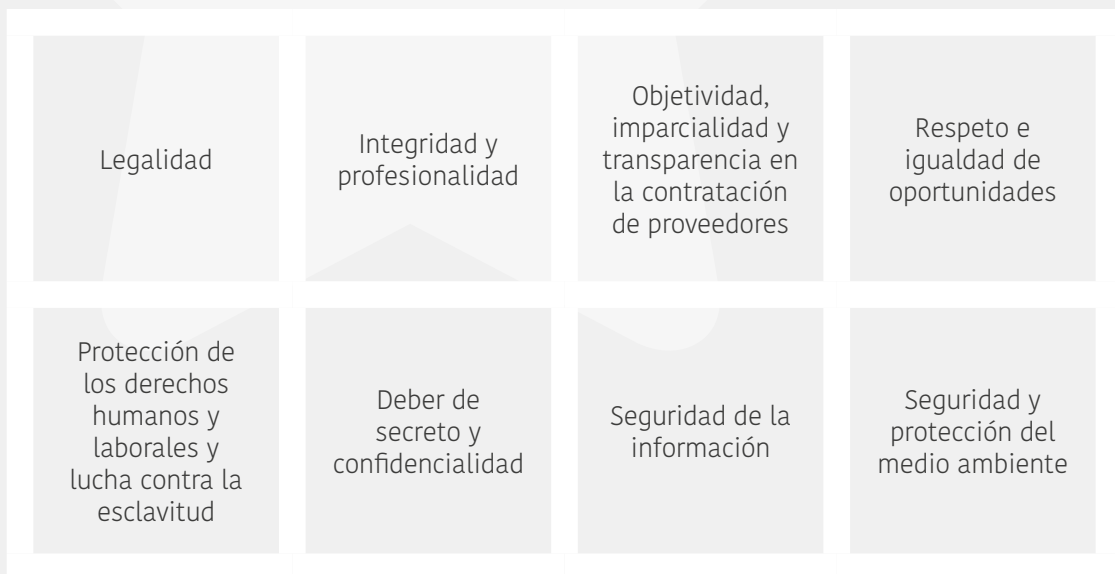 Legalidad
Integridad y
profesionalidad
Objetividad,
imparcialidad y
transparencia en
la contratación
de proveedores
Respeto e
igualdad de
oportunidades
Protección de
los derechos
humanos y
laborales y
lucha contra la
esclavitud
Deber de
secreto y
confidencialidad
Seguridad de la
información
Seguridad y
protección del
medio ambiente